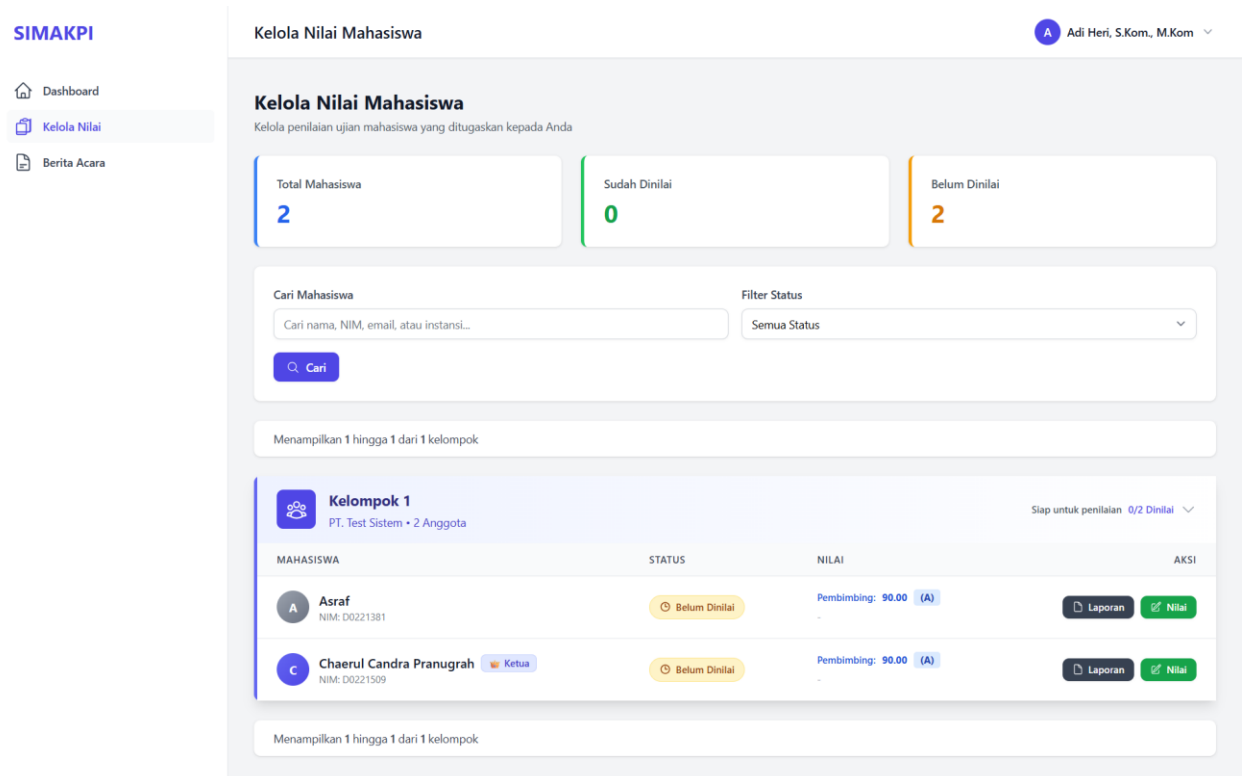 SIMAKPI
Kelola Nilai Mahasiswa
A Adi Heri, S.Kom., M.Kom
Dashboard
Kelola Nilai
Berita Acara
Kelola Nilai Mahasiswa
Kelola penilaian ujian mahasiswa yang ditugaskan kepada Anda
Total Mahasiswa
2
Sudah Dinilai
0
Belum Dinilai
2
Cari Mahasiswa
Cari nama, NIM, email, atau instansi...
Filter Status
Semua Status
Cari
Menampilkan 1 hingga 1 dari 1 kelompok
Kelompok 1
PT. Test Sistem • 2 Anggota
Siap untuk penilaian 0/2 Dinilai
MAHASISWA STATUS NILAI AKSI
A Asraf
NIM: D0221381
Belum Dinilai
Pembimbing: 90.00 (A)
-
Laporan Nilai
C Chaerul Candra Pranugrah Ketua
NIM: D0221509
Belum Dinilai
Pembimbing: 90.00 (A)
-
Laporan Nilai
Menampilkan 1 hingga 1 dari 1 kelompok